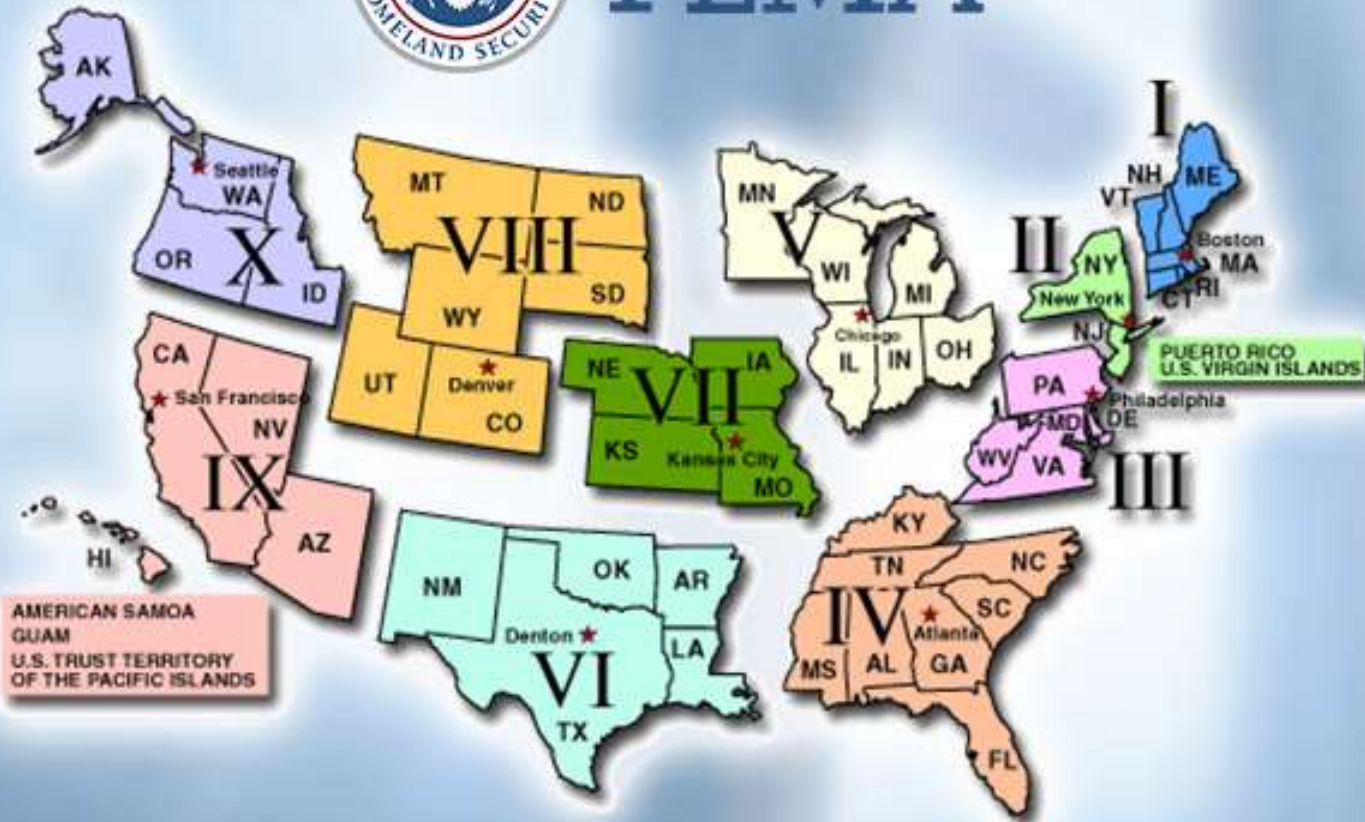 HOMELAND SECURI
FEMA
AK
Seattle
WA
OR
X
ID
MT
ND
VIII
SD
WY
UT
Denver
CO
MN
V
WI
MI
Chicago
IL
IN
OH
I
NH
ME
VT
Boston
MA
CT
RI
II
NY
New York
NJ
PUERTO RICO
U.S. VIRGIN ISLANDS
PA
Philadelphia
DE
MD
WV
VA
III
CA
San Francisco
NV
IX
AZ
HI
AMERICAN SAMOA
GUAM
U.S. TRUST TERRITORY
OF THE PACIFIC ISLANDS
NE
IA
VII
KS
Kansas City
MO
NM
OK
AR
Denton
LA
VI
TX
KY
TN
NC
IV
SC
Atlanta
MS
AL
GA
FL